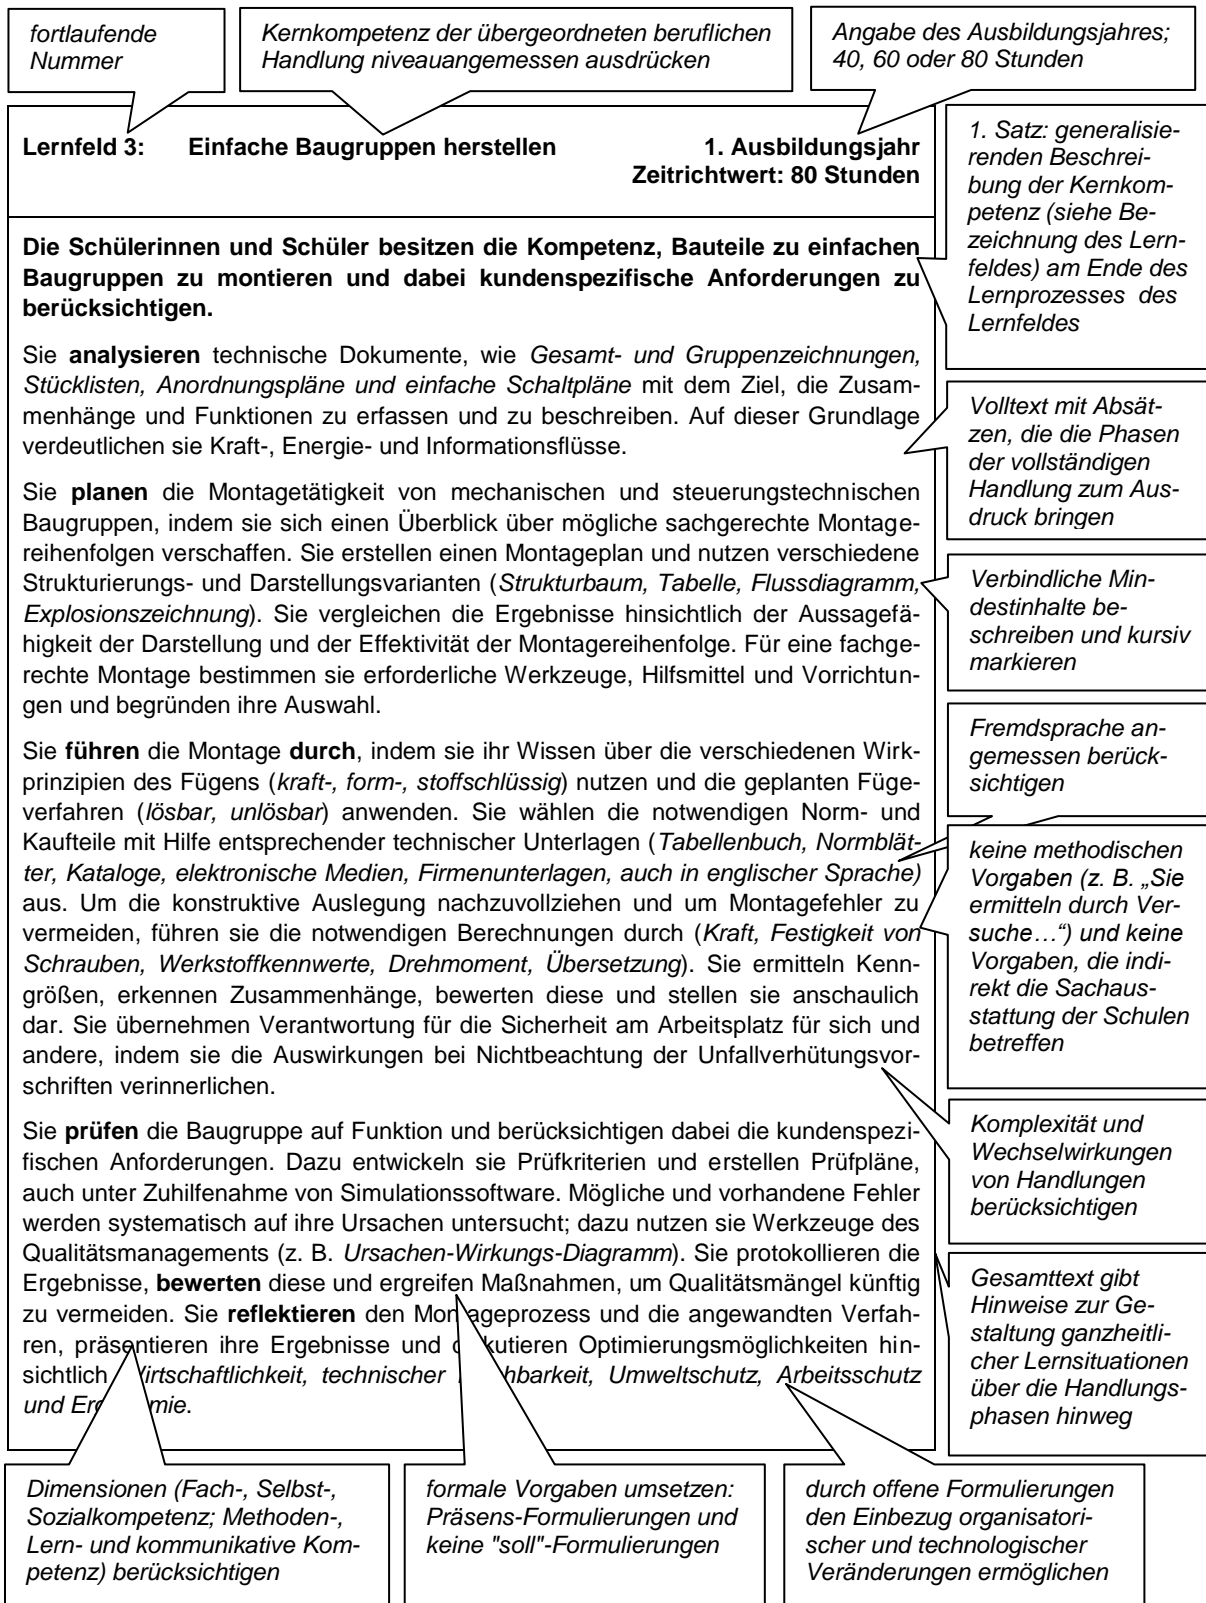 fortlaufende
Nummer
Kernkompetenz der übergeordneten beruflichen
Handlung niveauangemessen ausdrücken
Angabe des Ausbildungsjahres;
40, 60 oder 80 Stunden
Lernfeld 3: Einfache Baugruppen herstellen 1. Ausbildungsjahr
Zeitrichtwert: 80 Stunden
1. Satz: generalisie-
renden Beschrei-
bung der Kernkom-
petenz (siehe Be-
zeichnung des Lern-
feldes) am Ende des
Lernprozesses des
Lernfeldes
Die Schülerinnen und Schüler besitzen die Kompetenz, Bauteile zu einfachen
Baugruppen zu montieren und dabei kundenspezifische Anforderungen zu
berücksichtigen.
Sie analysieren technische Dokumente, wie Gesamt- und Gruppenzeichnungen,
Stücklisten, Anordnungspläne und einfache Schaltpläne mit dem Ziel, die Zusam-
menhänge und Funktionen zu erfassen und zu beschreiben. Auf dieser Grundlage
verdeutlichen sie Kraft-, Energie- und Informationsflüsse.
Volltext mit Absät-
zen, die die Phasen
der vollständigen
Handlung zum Aus-
druck bringen
Sie planen die Montagetätigkeit von mechanischen und steuerungstechnischen
Baugruppen, indem sie sich einen Überblick über mögliche sachgerechte Montage-
reihenfolgen verschaffen. Sie erstellen einen Montageplan und nutzen verschiedene
Strukturierungs- und Darstellungsvarianten (Strukturbaum, Tabelle, Flussdiagramm,
Explosionszeichnung). Sie vergleichen die Ergebnisse hinsichtlich der Aussagefä-
higkeit der Darstellung und der Effektivität der Montagereihenfolge. Für eine fachge-
rechte Montage bestimmen sie erforderliche Werkzeuge, Hilfsmittel und Vorrichtun-
gen und begründen ihre Auswahl.
Verbindliche Min-
destinhalte be-
schreiben und kursiv
markieren
Fremdsprache an-
gemessen berück-
sichtigen
Sie führen die Montage durch, indem sie ihr Wissen über die verschiedenen Wirk-
prinzipien des Fügens (kraft-, form-, stoffschlüssig) nutzen und die geplanten Füge-
verfahren (lösbar, unlösbar) anwenden. Sie wählen die notwendigen Norm- und
Kaufteile mit Hilfe entsprechender technischer Unterlagen (Tabellenbuch, Normblät-
ter, Kataloge, elektronische Medien, Firmenunterlagen, auch in englischer Sprache)
aus. Um die konstruktive Auslegung nachzuvollziehen und um Montagefehler zu
vermeiden, führen sie die notwendigen Berechnungen durch (Kraft, Festigkeit von
Schrauben, Werkstoffkennwerte, Drehmoment, Übersetzung). Sie ermitteln Kenn-
größen, erkennen Zusammenhänge, bewerten diese und stellen sie anschaulich
dar. Sie übernehmen Verantwortung für die Sicherheit am Arbeitsplatz für sich und
andere, indem sie die Auswirkungen bei Nichtbeachtung der Unfallverhütungsvor-
schriften verinnerlichen.
keine methodischen
Vorgaben (z. B. „Sie
ermitteln durch Ver-
suche…“) und keine
Vorgaben, die indi-
rekt die Sachaus-
stattung der Schulen
betreffen
Komplexität und
Wechselwirkungen
von Handlungen
berücksichtigen
Sie prüfen die Baugruppe auf Funktion und berücksichtigen dabei die kundenspezi-
fischen Anforderungen. Dazu entwickeln sie Prüfkriterien und erstellen Prüfpläne,
auch unter Zuhilfenahme von Simulationssoftware. Mögliche und vorhandene Fehler
werden systematisch auf ihre Ursachen untersucht; dazu nutzen sie Werkzeuge des
Qualitätsmanagements (z. B. Ursachen-Wirkungs-Diagramm). Sie protokollieren die
Ergebnisse, bewerten diese und ergreifen Maßnahmen, um Qualitätsmängel künftig
zu vermeiden. Sie reflektieren den Montageprozess und die angewandten Verfah-
ren, präsentieren ihre Ergebnisse und diskutieren Optimierungsmöglichkeiten hin-
sichtlich Wirtschaftlichkeit, technischer Umweltschutz, Arbeitsschutz
und
Gesamttext gibt
Hinweise zur Ge-
staltung ganzheitli-
cher Lernsituationen
über die Handlungs-
phasen hinweg
Dimensionen (Fach-, Selbst-,
Sozialkompetenz; Methoden-,
Lern- und kommunikative Kom-
petenz) berücksichtigen
formale Vorgaben umsetzen:
Präsens-Formulierungen und
keine "soll"-Formulierungen
durch offene Formulierungen
den Einbezug organisatori-
scher und technologischer
Veränderungen ermöglichen